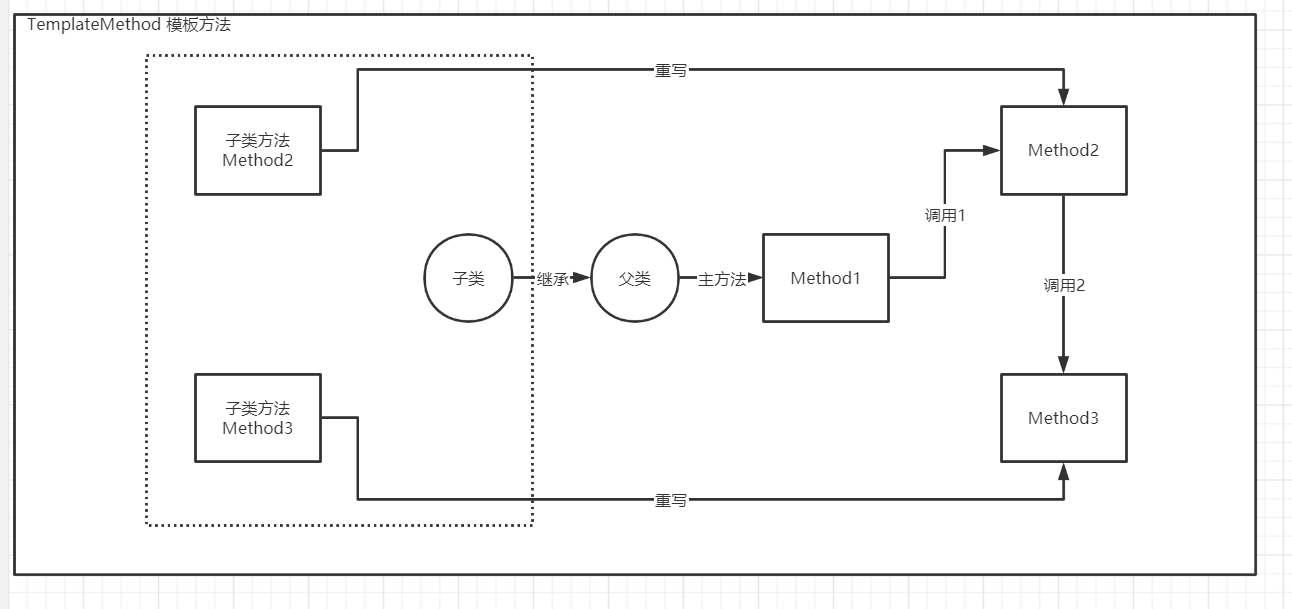 TemplateMethod 模板方法
重写
子类方法
Method2
Method2
调用1
子类
继承
父类
主方法
Method1
调用2
子类方法
Method3
Method3
重写